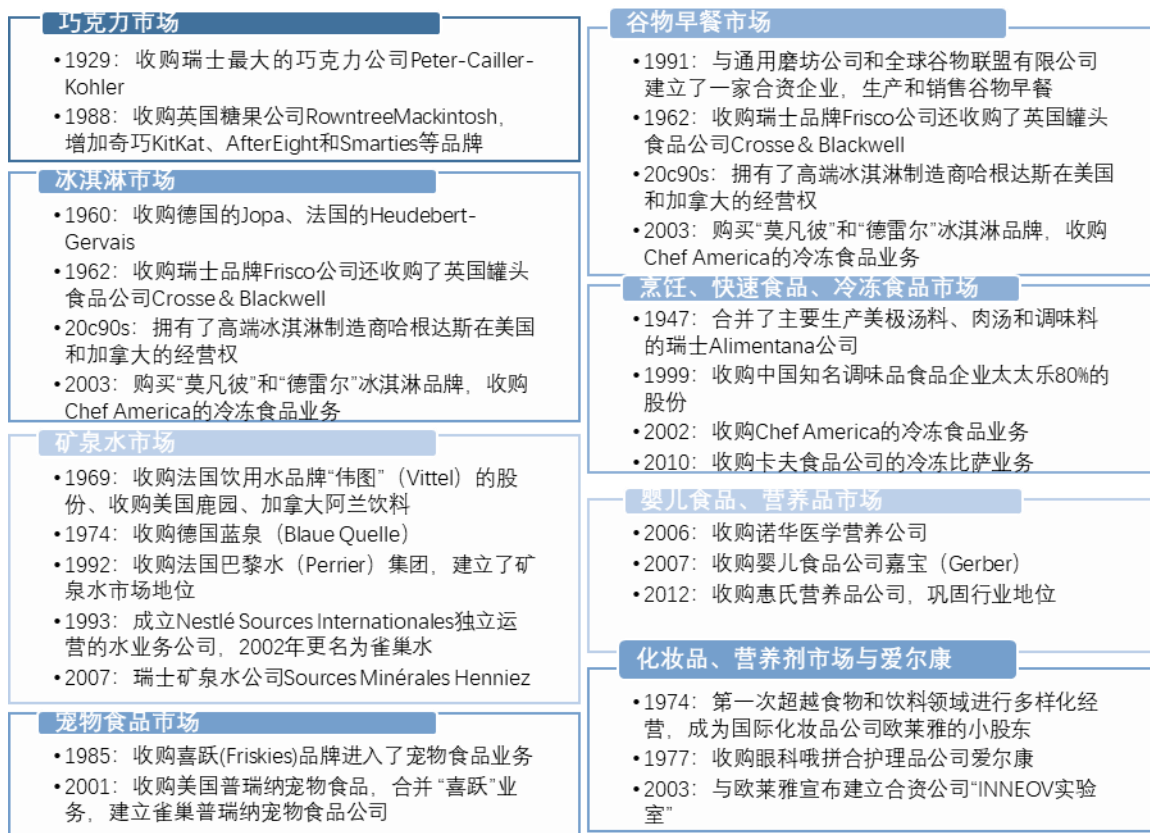 巧克力市场
•1929：收购瑞士最大的巧克力公司Peter-Cailler-
Kohler
•1988：收购英国糖果公司RowntreeMackintosh，
增加奇巧KitKat、AfterEight和Smarties等品牌
冰淇淋市场
•1960：收购德国的Jopa、法国的Heudebert-
Gervais
•1962：收购瑞士品牌Frisco公司还收购了英国罐头
食品公司Crosse & Blackwell
•20c90s：拥有了高端冰淇淋制造商哈根达斯在美国
和加拿大的经营权
•2003：购买“莫凡彼”和“德雷尔”冰淇淋品牌，收购
Chef America的冷冻食品业务
矿泉水市场
•1969：收购法国饮用水品牌“伟图”（Vittel）的股
份、收购美国鹿园、加拿大阿兰饮料
•1974：收购德国蓝泉（Blaue Quelle）
•1992：收购法国巴黎水（Perrier）集团，建立了矿
泉水市场地位
•1993：成立Nestlé Sources Internationales独立运
营的水业务公司，2002年更名为雀巢水
•2007：瑞士矿泉水公司Sources Minérales Henniez
宠物食品市场
•1985：收购喜跃(Friskies)品牌进入了宠物食品业务
•2001：收购美国普瑞纳宠物食品，合并 “喜跃”业
务，建立雀巢普瑞纳宠物食品公司
谷物早餐市场
•1991：与通用磨坊公司和全球谷物联盟有限公司
建立了一家合资企业，生产和销售谷物早餐
•1962：收购瑞士品牌Frisco公司还收购了英国罐头
食品公司Crosse & Blackwell
•20c90s：拥有了高端冰淇淋制造商哈根达斯在美国
和加拿大的经营权
•2003：购买“莫凡彼”和“德雷尔”冰淇淋品牌，收购
Chef America的冷冻食品业务
烹饪、快速食品、冷冻食品市场
•1947：合并了主要生产美极汤料、肉汤和调味料
的瑞士Alimentana公司
•1999：收购中国知名调味品食品企业太太乐80%的
股份
•2002：收购Chef America的冷冻食品业务
•2010：收购卡夫食品公司的冷冻比萨业务
婴儿食品、营养品市场
•2006：收购诺华医学营养公司
•2007：收购婴儿食品公司嘉宝（Gerber）
•2012：收购惠氏营养品公司，巩固行业地位
化妆品、营养剂市场与爱尔康
•1974：第一次超越食物和饮料领域进行多样化经
营，成为国际化妆品公司欧莱雅的小股东
•1977：收购眼科哦拼合护理品公司爱尔康
•2003：与欧莱雅宣布建立合资公司“INNEOV实验
室”